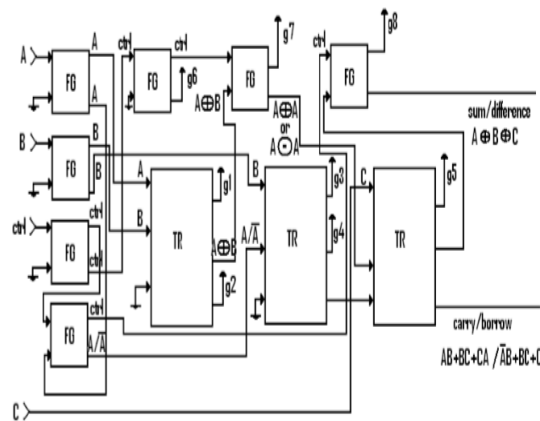 A
FG
A
A
B
FG
B
B
ctrl
FG
ctrl
ctrl
FG
ctrl
A/A̅
C
ctrl
FG
ctrl
g6
A⊕B
FG
g7
A⊕A
or
A⊙A
ctrl
FG
g8
sum/difference
A⊕B⊕C
A
B
TR
g1
A⊕B
g2
B
A/A̅
TR
g3
g4
C
TR
g5
carry/borrow
AB+BC+CA / A̅B+BC+C